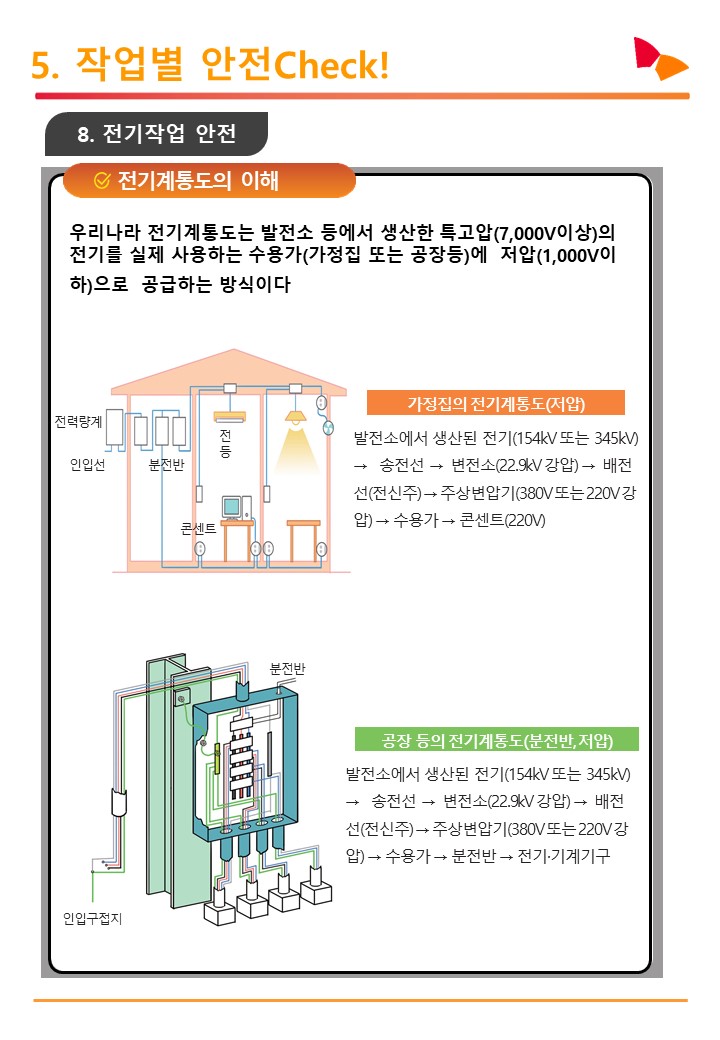 5. 작업별 안전Check!
8. 전기작업 안전
전기계통도의 이해
우리나라 전기계통도는 발전소 등에서 생산한 특고압(7,000V이상)의
전기를 실제 사용하는 수용가(가정집 또는 공장등)에 저압(1,000V이
하)으로 공급하는 방식이다
전력량계
인입선
분전반
전
등
콘센트
가정집의 전기계통도(저압)
발전소에서 생산된 전기(154kV 또는 345kV)
→ 송전선 → 변전소(22.9kV 강압) → 배전
선(전신주) → 주상변압기(380V 또는 220V 강
압) → 수용가 → 콘센트(220V)
분전반
인입구접지
공장 등의 전기계통도(분전반,저압)
발전소에서 생산된 전기(154kV 또는 345kV)
→ 송전선 → 변전소(22.9kV 강압) → 배전
선(전신주) → 주상변압기(380V 또는 220V 강
압) → 수용가 → 분전반 → 전기·기계기구